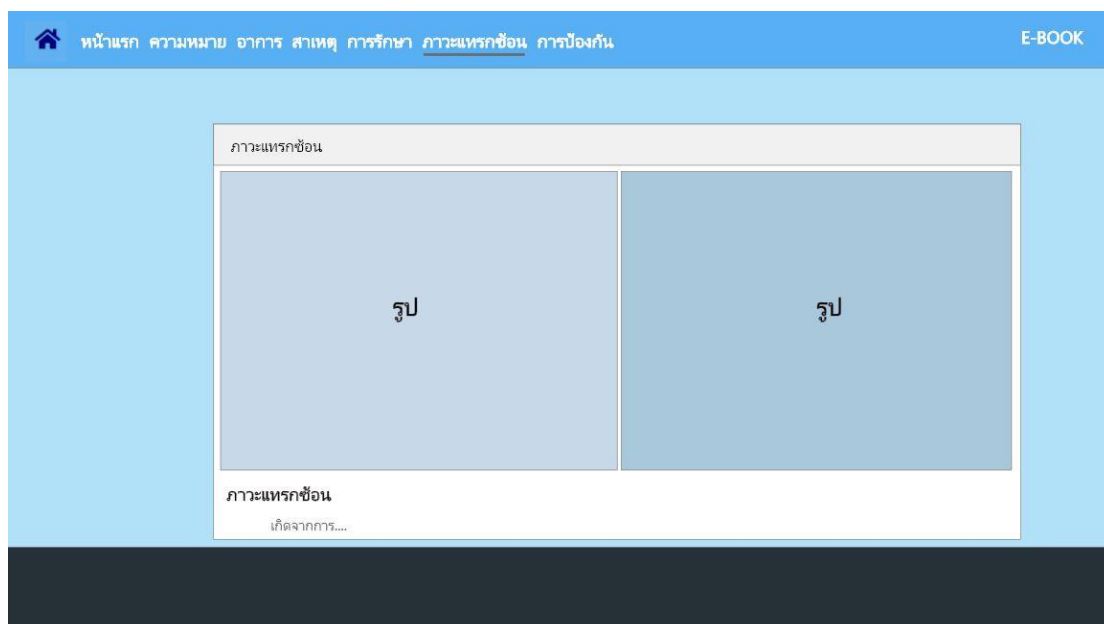 หน้าแรก ความหมาย อาการ สาเหตุ การรักษา ภาวะแทรกซ้อน การป้องกัน E-BOOK
ภาวะแทรกซ้อน
รูป รูป
ภาวะแทรกซ้อน
เกิดจากการ....